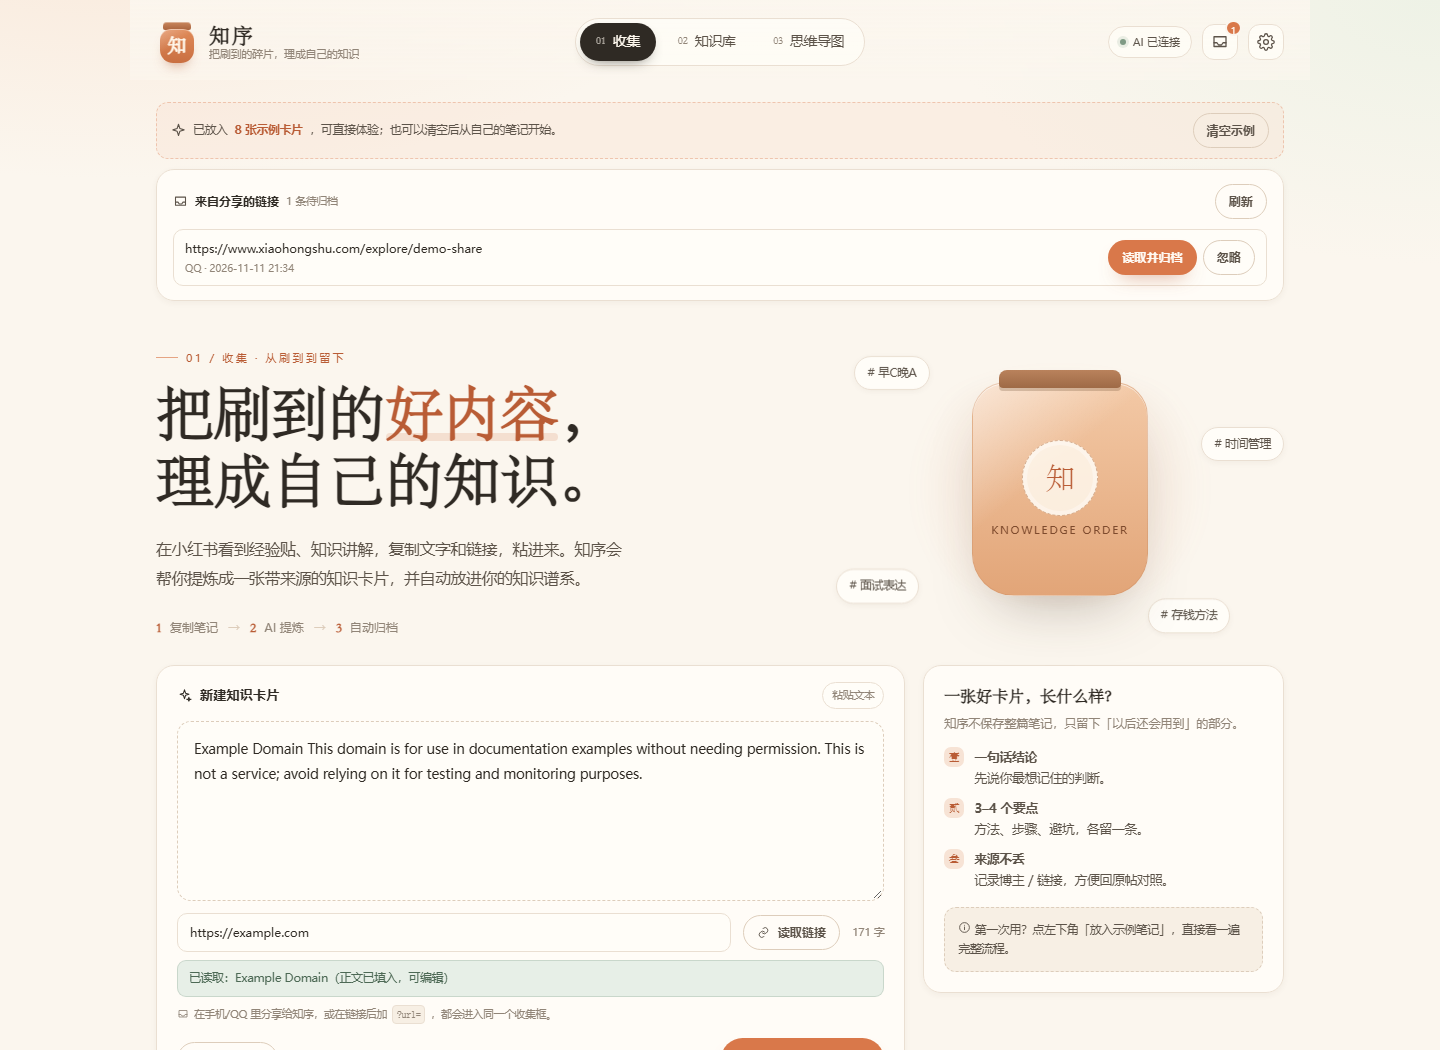 知
知序
把刷到的碎片，理成自己的知识
01 收集
02 知识库
03 思维导图
AI 已连接
1
已放入 8 张示例卡片 ，可直接体验；也可以清空后从自己的笔记开始。
清空示例
来自分享的链接 1 条待归档
刷新
https://www.xiaohongshu.com/explore/demo-share
QQ · 2026-11-11 21:34
读取并归档
忽略
01 / 收集 · 从刷到到留下
把刷到的好内容，
理成自己的知识。
在小红书看到经验贴、知识讲解，复制文字和链接，粘进来。知序会
帮你提炼成一张带来源的知识卡片，并自动放进你的知识谱系。
1 复制笔记 → 2 AI 提炼 → 3 自动归档
# 早C晚A
# 时间管理
知
KNOWLEDGE ORDER
# 面试表达
# 存钱方法
新建知识卡片
粘贴文本
Example Domain This domain is for use in documentation examples without needing permission. This is
not a service; avoid relying on it for testing and monitoring purposes.
https://example.com
读取链接
171 字
已读取：Example Domain（正文已填入，可编辑）
在手机/QQ 里分享给知序，或在链接后加 ?url= ，都会进入同一个收集框。
一张好卡片，长什么样？
知序不保存整篇笔记，只留下「以后还会用到」的部分。
壹 一句话结论
先说你最想记住的判断。
贰 3–4 个要点
方法、步骤、避坑，各留一条。
叁 来源不丢
记录博主 / 链接，方便回原帖对照。
第一次用？点左下角「放入示例笔记」，直接看一遍
完整流程。